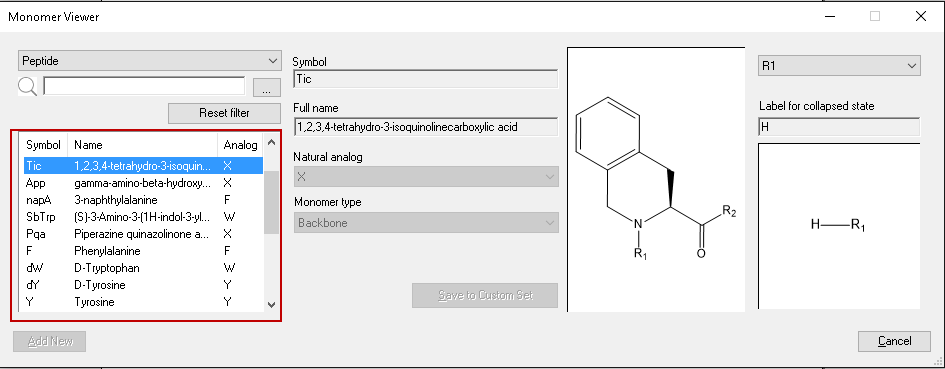 Monomer Viewer
Peptide
...
Reset filter
Symbol Name Analog
Tic 1,2,3,4-tetrahydro-3-isoquin... X
App gamma-amino-beta-hydroxy... X
napA 3-naphthylalanine F
SbTrp (S)-3-Amino-3-(1H-indol-3-yl... W
Pqa Piperazine quinazolinone a... X
F Phenylalanine F
dW D-Tryptophan W
dY D-Tyrosine Y
Y Tyrosine Y
Add New
Symbol
Tic
Full name
1,2,3,4-tetrahydro-3-isoquinolinecarboxylic acid
Natural analog
X
Monomer type
Backbone
Save to Custom Set
R2
N
R1
O
R1
Label for collapsed state
H
H R1
Cancel